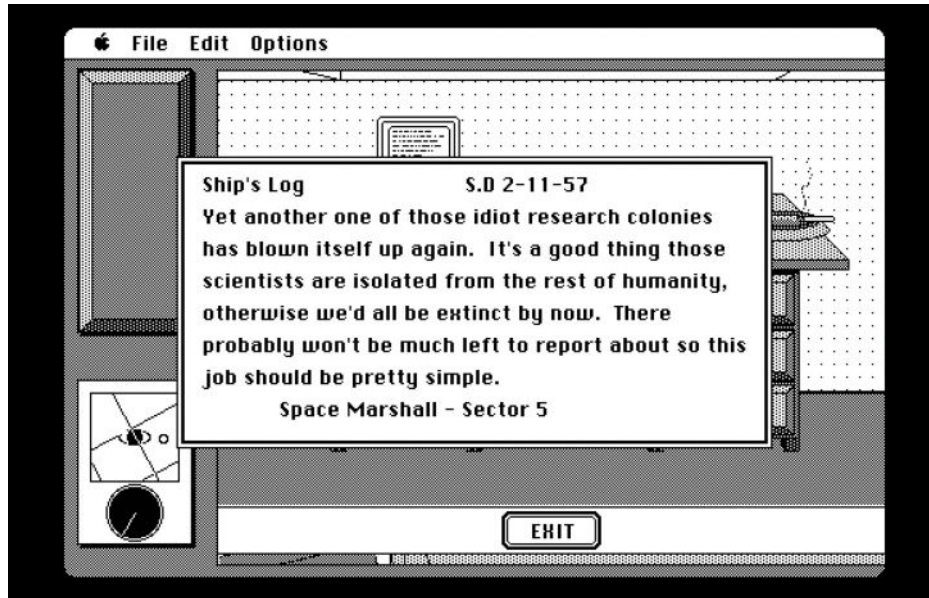 File Edit Options
Ship's Log S.D 2-11-57
Yet another one of those idiot research colonies
has blown itself up again. It's a good thing those
scientists are isolated from the rest of humanity,
otherwise we'd all be extinct by now. There
probably won't be much left to report about so this
job should be pretty simple.
Space Marshall - Sector 5
EXIT